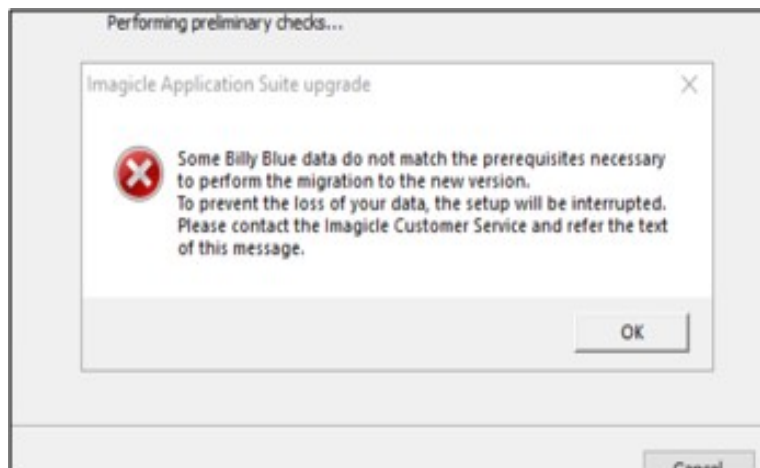 Performing preliminary checks...
Imagicle Application Suite upgrade
Some Billy Blue data do not match the prerequisites necessary
to perform the migration to the new version.
To prevent the loss of your data, the setup will be interrupted.
Please contact the Imagicle Customer Service and refer the text
of this message.
OK
Cancel